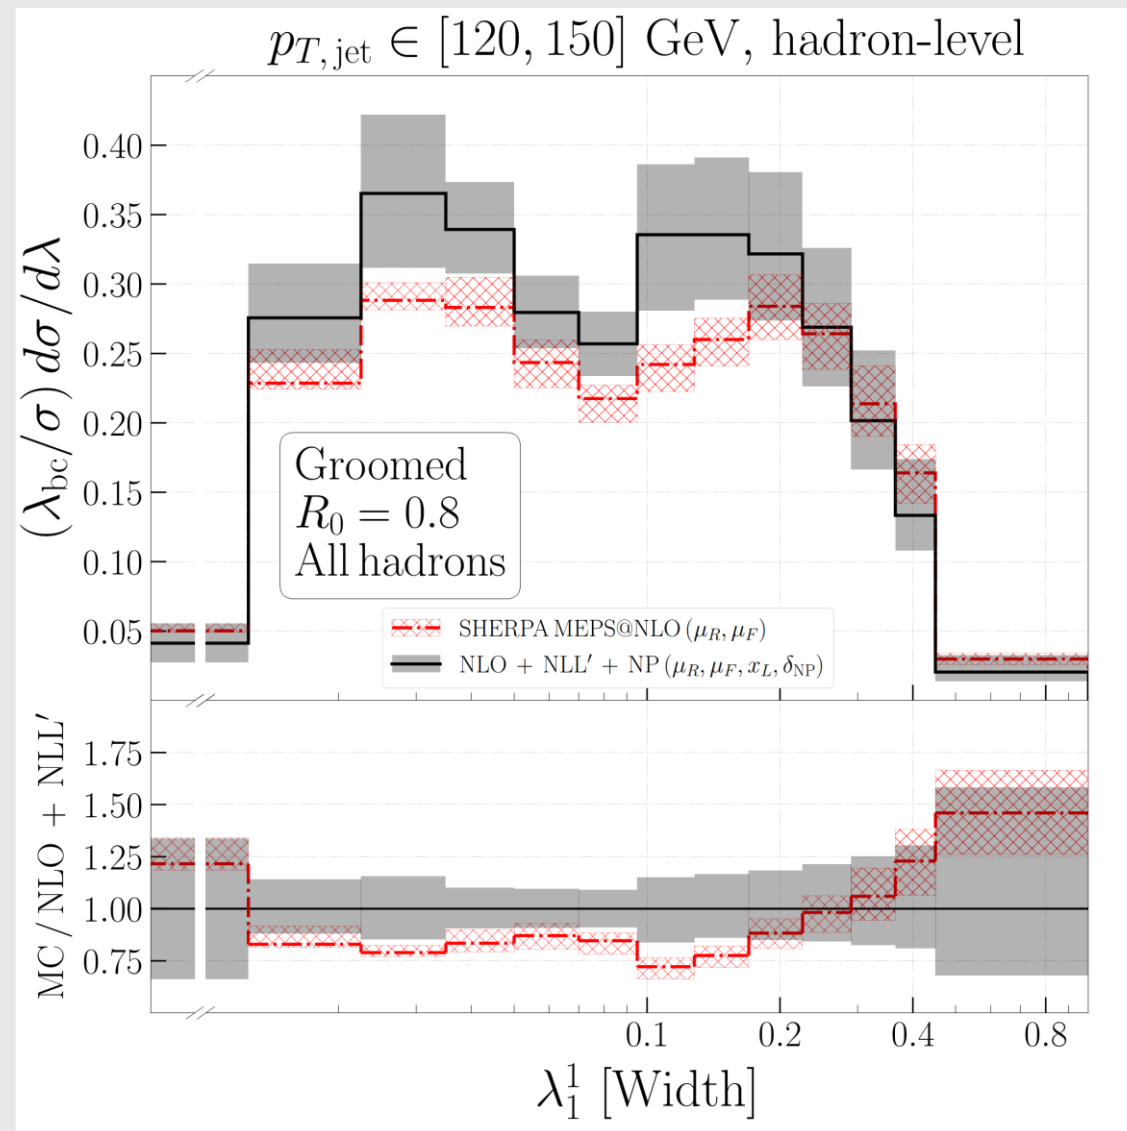 p_{T,jet} ∈ [120, 150] GeV, hadron-level
(λ_{bc}/σ) dσ/dλ
0.40
0.35
0.30
0.25
0.20
0.15
0.10
0.05
Groomed
R_0 = 0.8
All hadrons
SHERPA MEPS@NLO (μ_R, μ_F)
NLO + NLL′ + NP (μ_R, μ_F, x_L, δ_{NP})
MC / NLO + NLL′
1.75
1.50
1.25
1.00
0.75
0.1 0.2 0.4 0.8
λ^1_1 [Width]